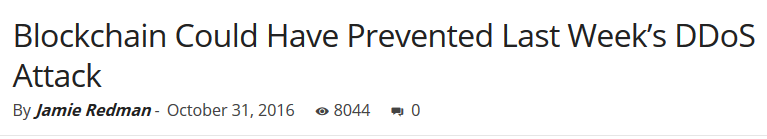 Blockchain Could Have Prevented Last Week’s DDoS
Attack
By Jamie Redman - October 31, 2016 8044 0